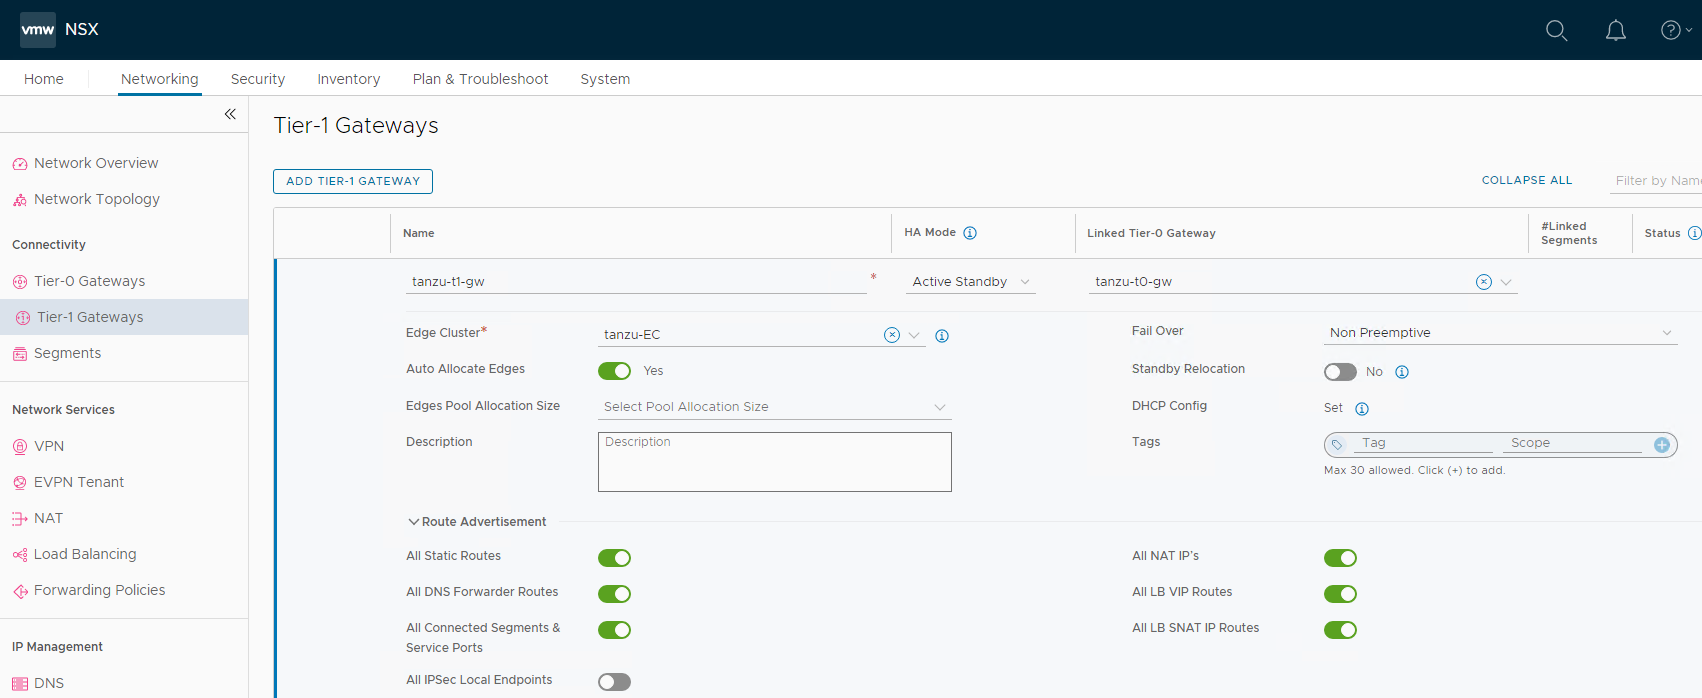 vmw NSX
Home Networking Security Inventory Plan & Troubleshoot System
Tier-1 Gateways
Network Overview
Network Topology
Connectivity
Tier-0 Gateways
Tier-1 Gateways
Segments
Network Services
VPN
EVPN Tenant
NAT
Load Balancing
Forwarding Policies
IP Management
DNS
ADD TIER-1 GATEWAY COLLAPSE ALL Filter by Nam
Name HA Mode Linked Tier-0 Gateway #Linked Segments Status
tanzu-t1-gw * Active Standby tanzu-t0-gw
Edge Cluster* tanzu-EC Fail Over Non Preemptive
Auto Allocate Edges Yes Standby Relocation No
Edges Pool Allocation Size Select Pool Allocation Size DHCP Config Set
Description Description Tags Tag Scope
Max 30 allowed. Click (+) to add.
Route Advertisement
All Static Routes All NAT IP's
All DNS Forwarder Routes All LB VIP Routes
All Connected Segments & All LB SNAT IP Routes
Service Ports
All IPSec Local Endpoints